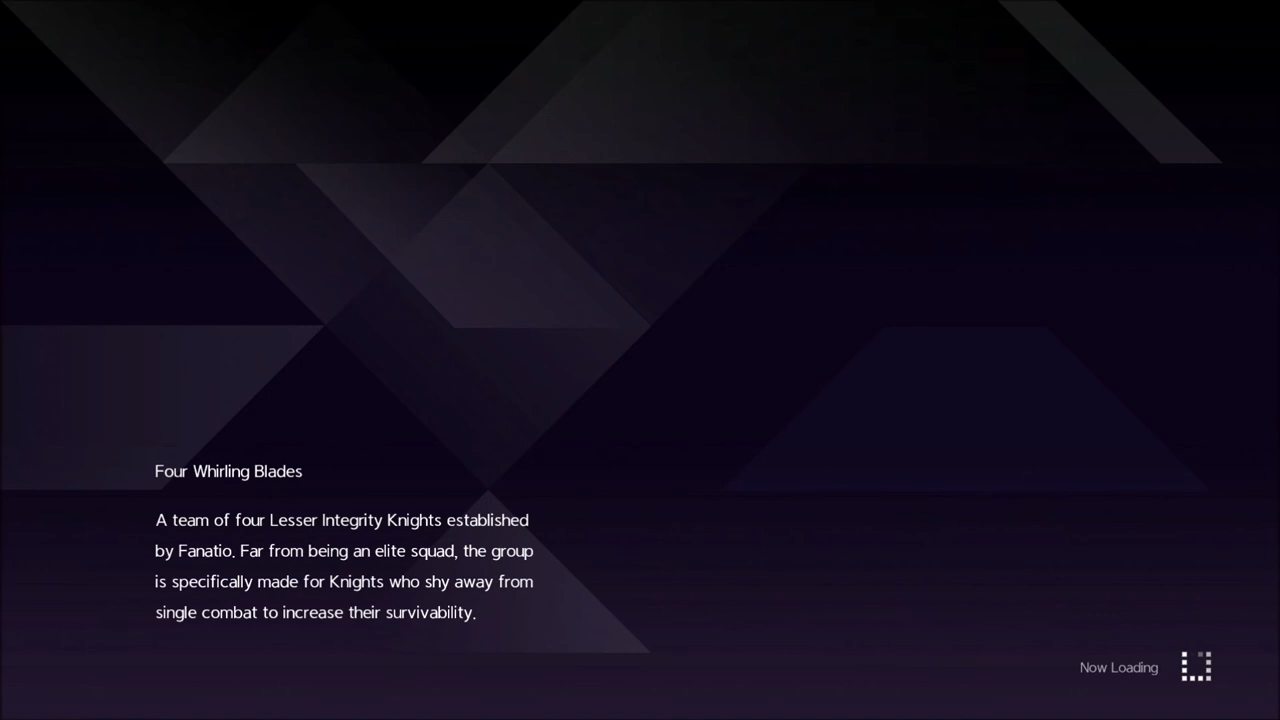 Four Whirling Blades
A team of four Lesser Integrity Knights established
by Fanatio. Far from being an elite squad, the group
is specifically made for Knights who shy away from
single combat to increase their survivability.
Now Loading